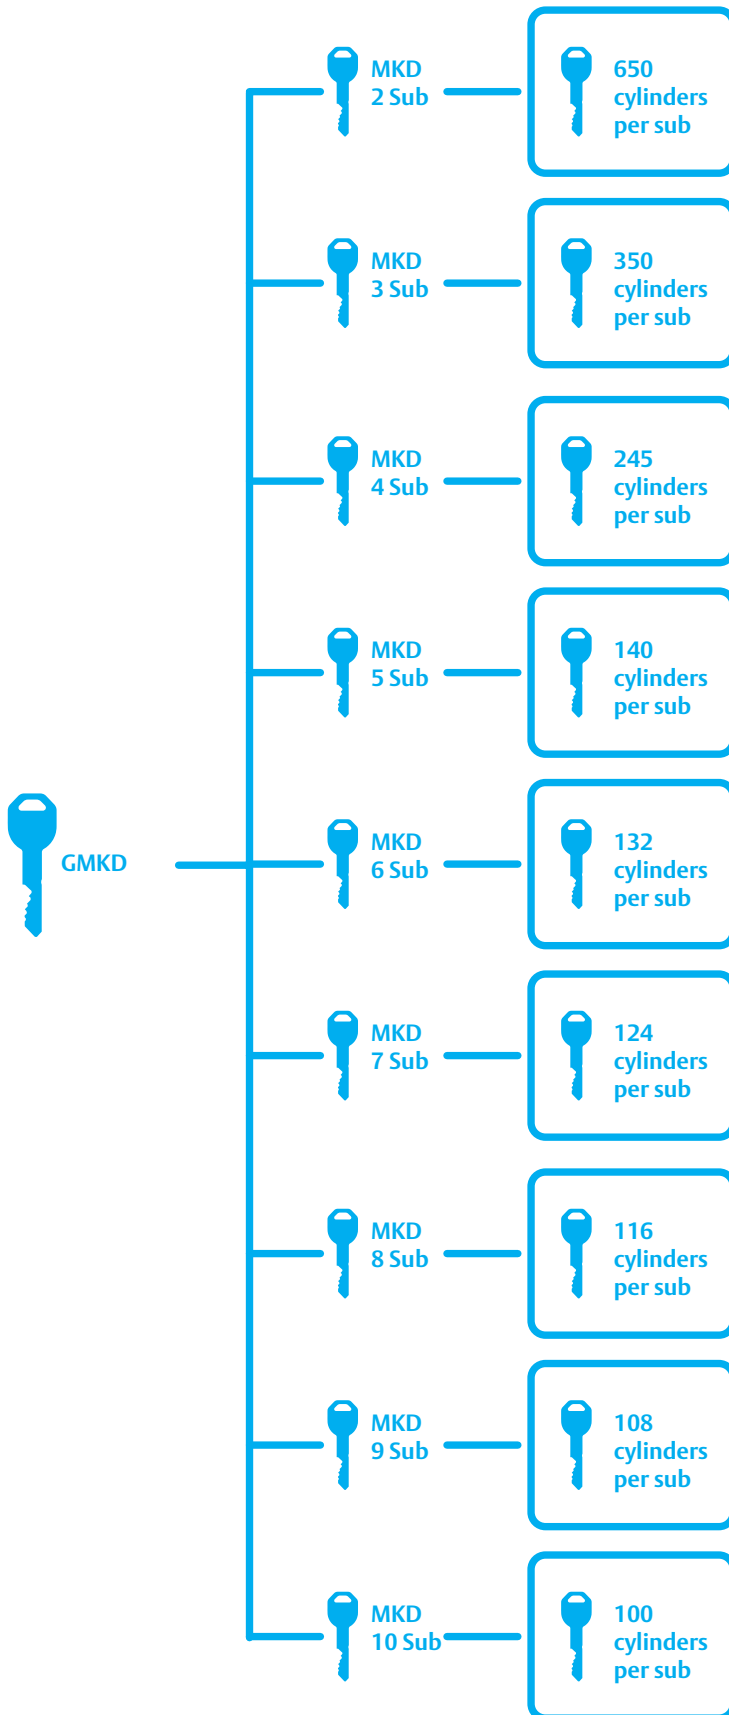 MKD
2 Sub
650
cylinders
per sub
MKD
3 Sub
350
cylinders
per sub
MKD
4 Sub
245
cylinders
per sub
MKD
5 Sub
140
cylinders
per sub
GMKD
MKD
6 Sub
132
cylinders
per sub
MKD
7 Sub
124
cylinders
per sub
MKD
8 Sub
116
cylinders
per sub
MKD
9 Sub
108
cylinders
per sub
MKD
10 Sub
100
cylinders
per sub